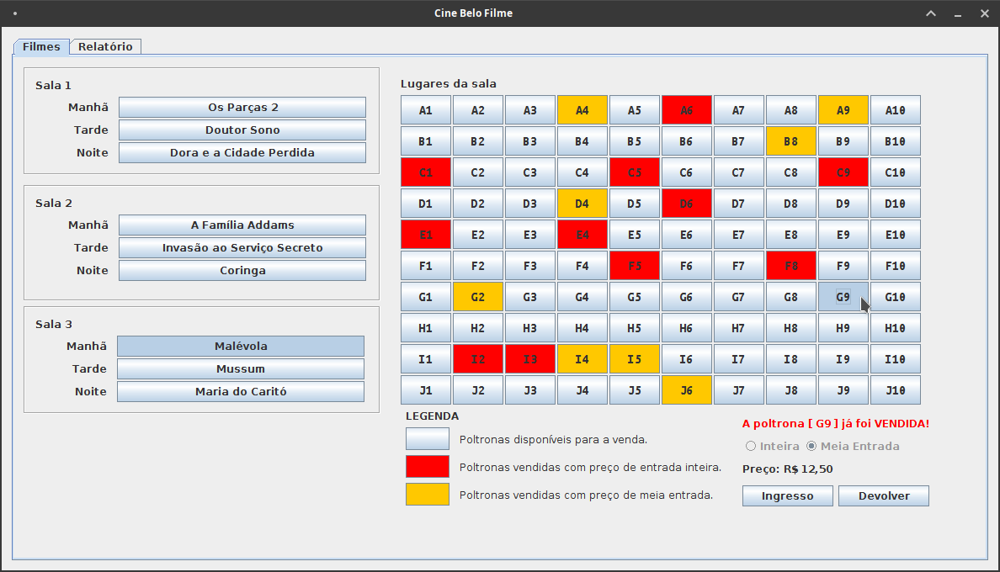 Cine Belo Filme
Filmes Relatório
Sala 1
Manhã Os Parças 2
Tarde Doutor Sono
Noite Dora e a Cidade Perdida
Sala 2
Manhã A Família Addams
Tarde Invasão ao Serviço Secreto
Noite Coringa
Sala 3
Manhã Malévola
Tarde Mussum
Noite Maria do Caritó
Lugares da sala
A1 A2 A3 A4 A5 A6 A7 A8 A9 A10
B1 B2 B3 B4 B5 B6 B7 B8 B9 B10
C1 C2 C3 C4 C5 C6 C7 C8 C9 C10
D1 D2 D3 D4 D5 D6 D7 D8 D9 D10
E1 E2 E3 E4 E5 E6 E7 E8 E9 E10
F1 F2 F3 F4 F5 F6 F7 F8 F9 F10
G1 G2 G3 G4 G5 G6 G7 G8 G9 G10
H1 H2 H3 H4 H5 H6 H7 H8 H9 H10
I1 I2 I3 I4 I5 I6 I7 I8 I9 I10
J1 J2 J3 J4 J5 J6 J7 J8 J9 J10
LEGENDA
Poltronas disponíveis para a venda.
Poltronas vendidas com preço de entrada inteira.
Poltronas vendidas com preço de meia entrada.
A poltrona [ G9 ] já foi VENDIDA!
Inteira Meia Entrada
Preço: R$ 12,50
Ingresso Devolver